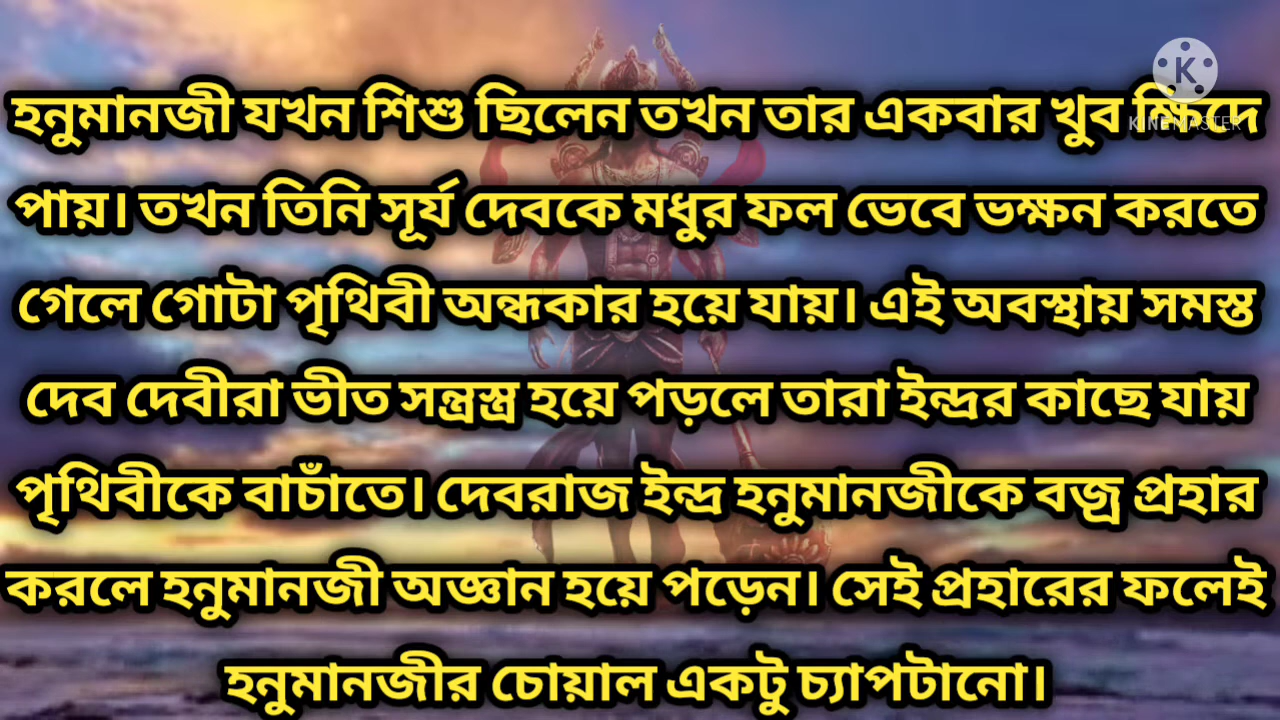 হনুমানজী যখন শিশু ছিলেন তখন তার একবার খুব খিদে
পায়। তখন তিনি সূর্য দেবকে মধুর ফল ভেবে ভক্ষন করতে
গেলে গোটা পৃথিবী অন্ধকার হয়ে যায়। এই অবস্থায় সমস্ত
দেব দেবীরা ভীত সন্ত্রস্ত্র হয়ে পড়লে তারা ইন্দ্রর কাছে যায়
পৃথিবীকে বাচাঁতে। দেবরাজ ইন্দ্র হনুমানজীকে বজ্র প্রহার
করলে হনুমানজী অজ্ঞান হয়ে পড়েন। সেই প্রহারের ফলেই
হনুমানজীর চোয়াল একটু চ্যাপটানো।
K
KINEMASTER